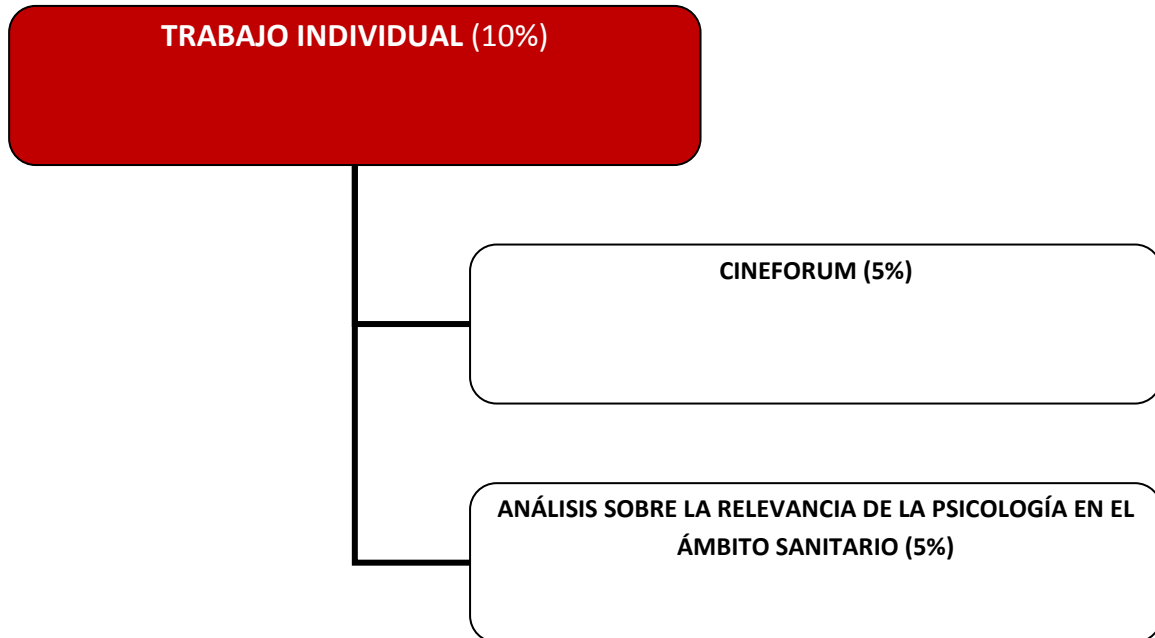 TRABAJO INDIVIDUAL (10%)
CINEFORUM (5%)
ANÁLISIS SOBRE LA RELEVANCIA DE LA PSICOLOGÍA EN EL
ÁMBITO SANITARIO (5%)